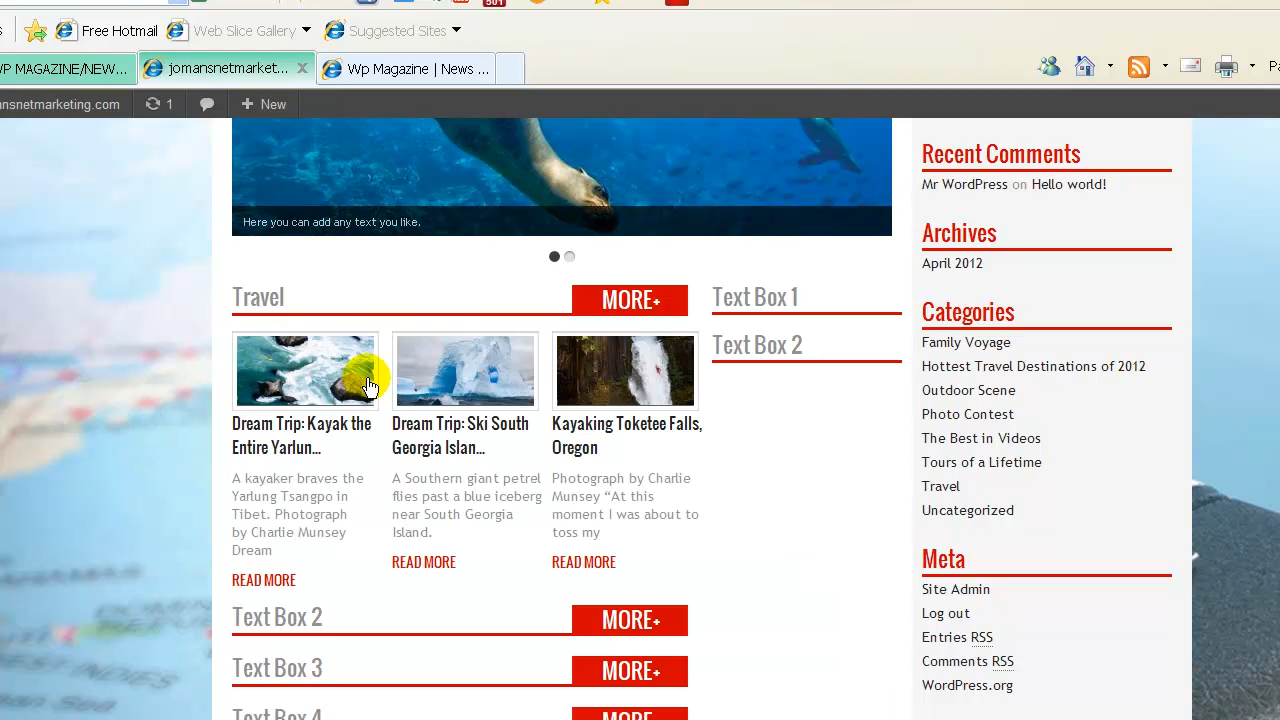 501
Free Hotmail
Web Slice Gallery
Suggested Sites
WP MAGAZINE/NEW...
jomansnetmarket...
Wp Magazine | News ...
Pa
ansnetmarketing.com
1
New
Here you can add any text you like.
Travel
MORE+
Text Box 1
Text Box 2
Dream Trip: Kayak the
Entire Yarlun...
A kayaker braves the
Yarlung Tsangpo in
Tibet. Photograph
by Charlie Munsey
Dream
READ MORE
Dream Trip: Ski South
Georgia Islan...
A Southern giant petrel
flies past a blue iceberg
near South Georgia
Island.
READ MORE
Kayaking Toketee Falls,
Oregon
Photograph by Charlie
Munsey “At this
moment I was about to
toss my
READ MORE
Text Box 2
MORE+
Text Box 3
MORE+
Text Box 4
MORE+
Recent Comments
Mr WordPress on Hello world!
Archives
April 2012
Categories
Family Voyage
Hottest Travel Destinations of 2012
Outdoor Scene
Photo Contest
The Best in Videos
Tours of a Lifetime
Travel
Uncategorized
Meta
Site Admin
Log out
Entries RSS
Comments RSS
WordPress.org